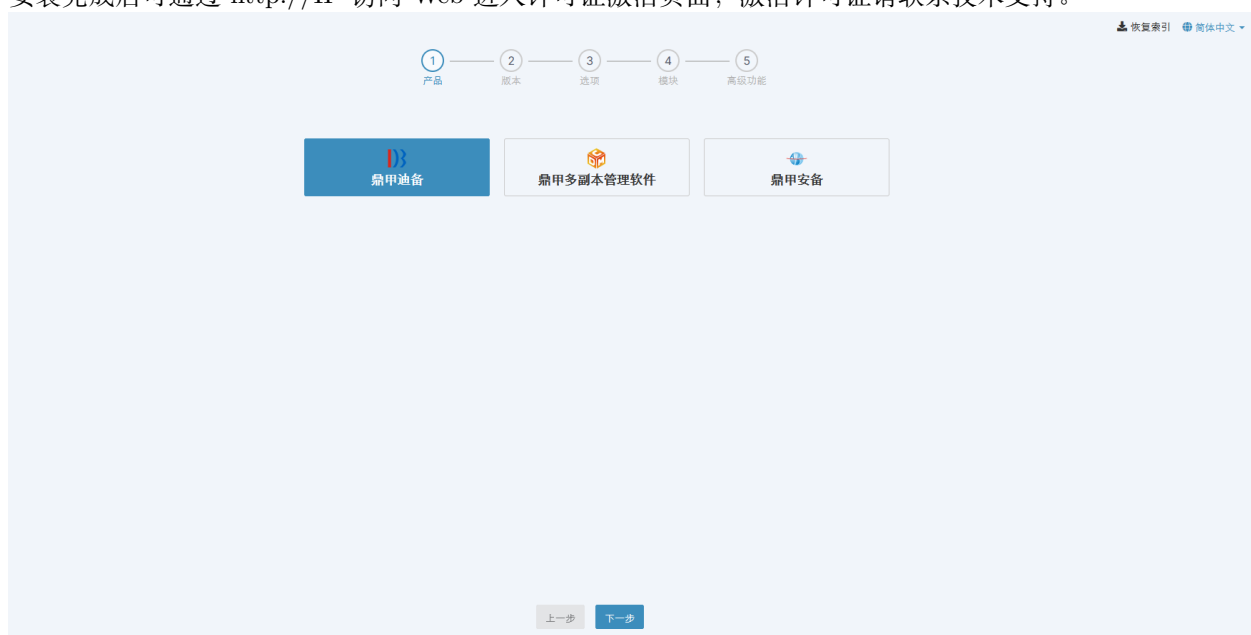 安装完成后可通过 http://IP 访问 Web 进入许可证激活页面，激活许可证请联系技术支持。
恢复索引 简体中文
1 2 3 4 5
产品 版本 选项 模块 高级功能
鼎甲迪备 鼎甲多副本管理软件 鼎甲安备
上一步 下一步